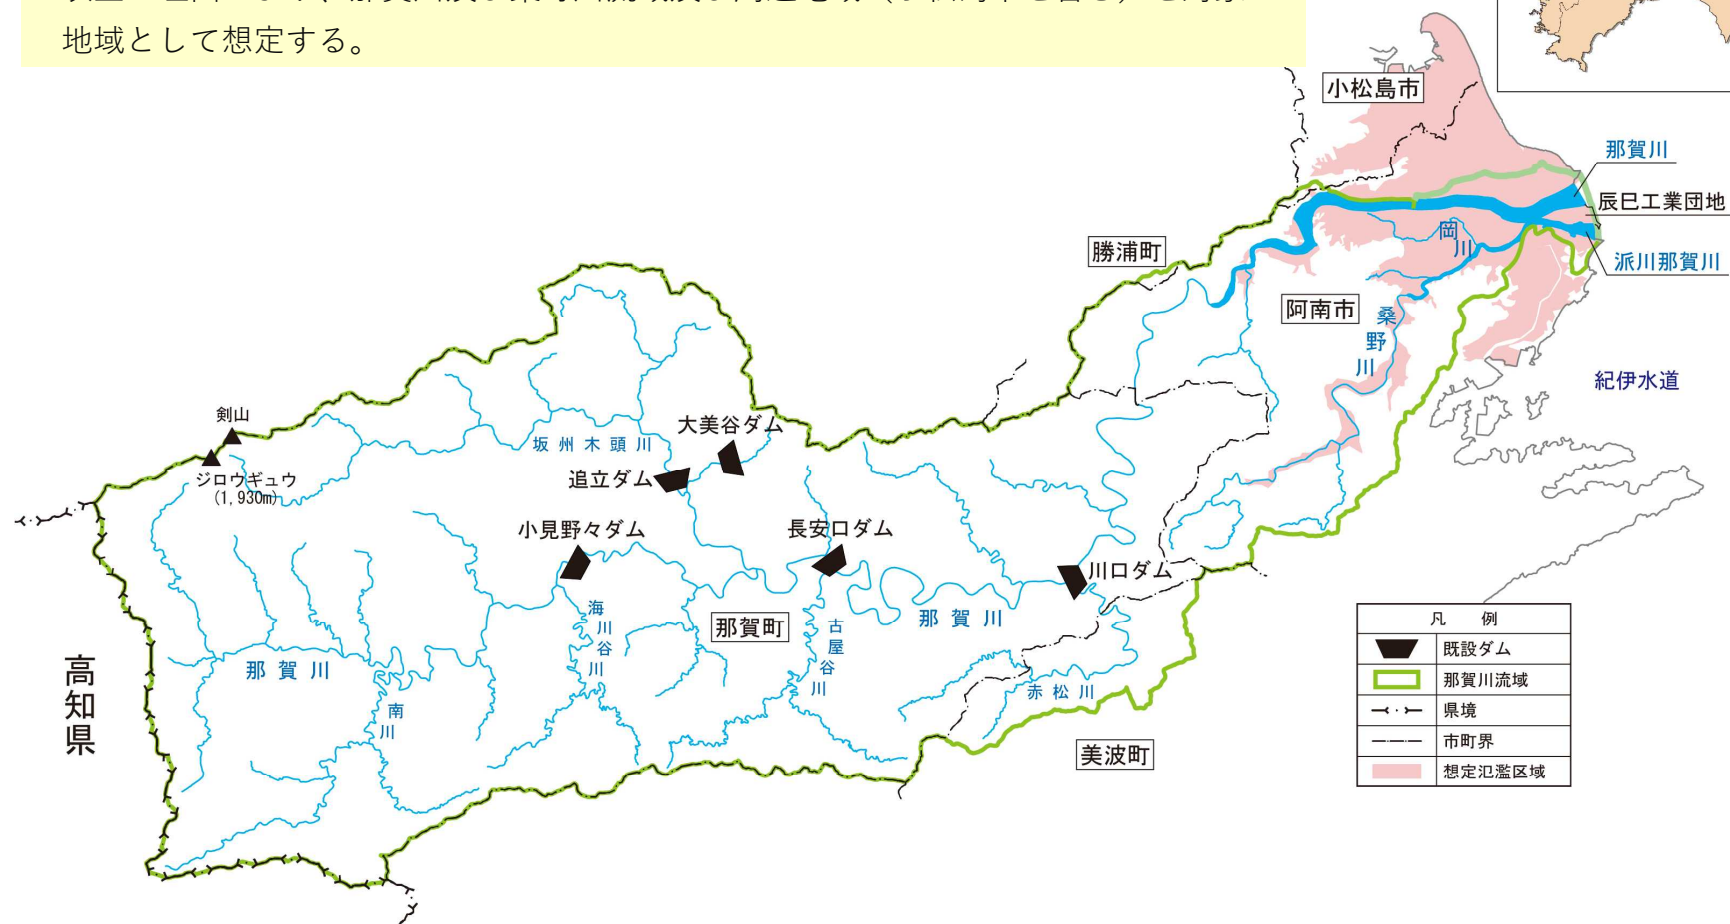 地域として想定する。
小松島市
那賀川
辰巳工業団地
派川那賀川
岡川
勝浦町
阿南市
桑野川
紀伊水道
剣山
ジロウギュウ
(1,930m)
坂州木頭川
大美谷ダム
追立ダム
小見野々ダム
長安口ダム
川口ダム
海川谷川
那賀町
古屋谷川
那賀川
那賀川
南川
赤松川
高知県
美波町
凡 例
既設ダム
那賀川流域
県境
市町界
想定氾濫区域